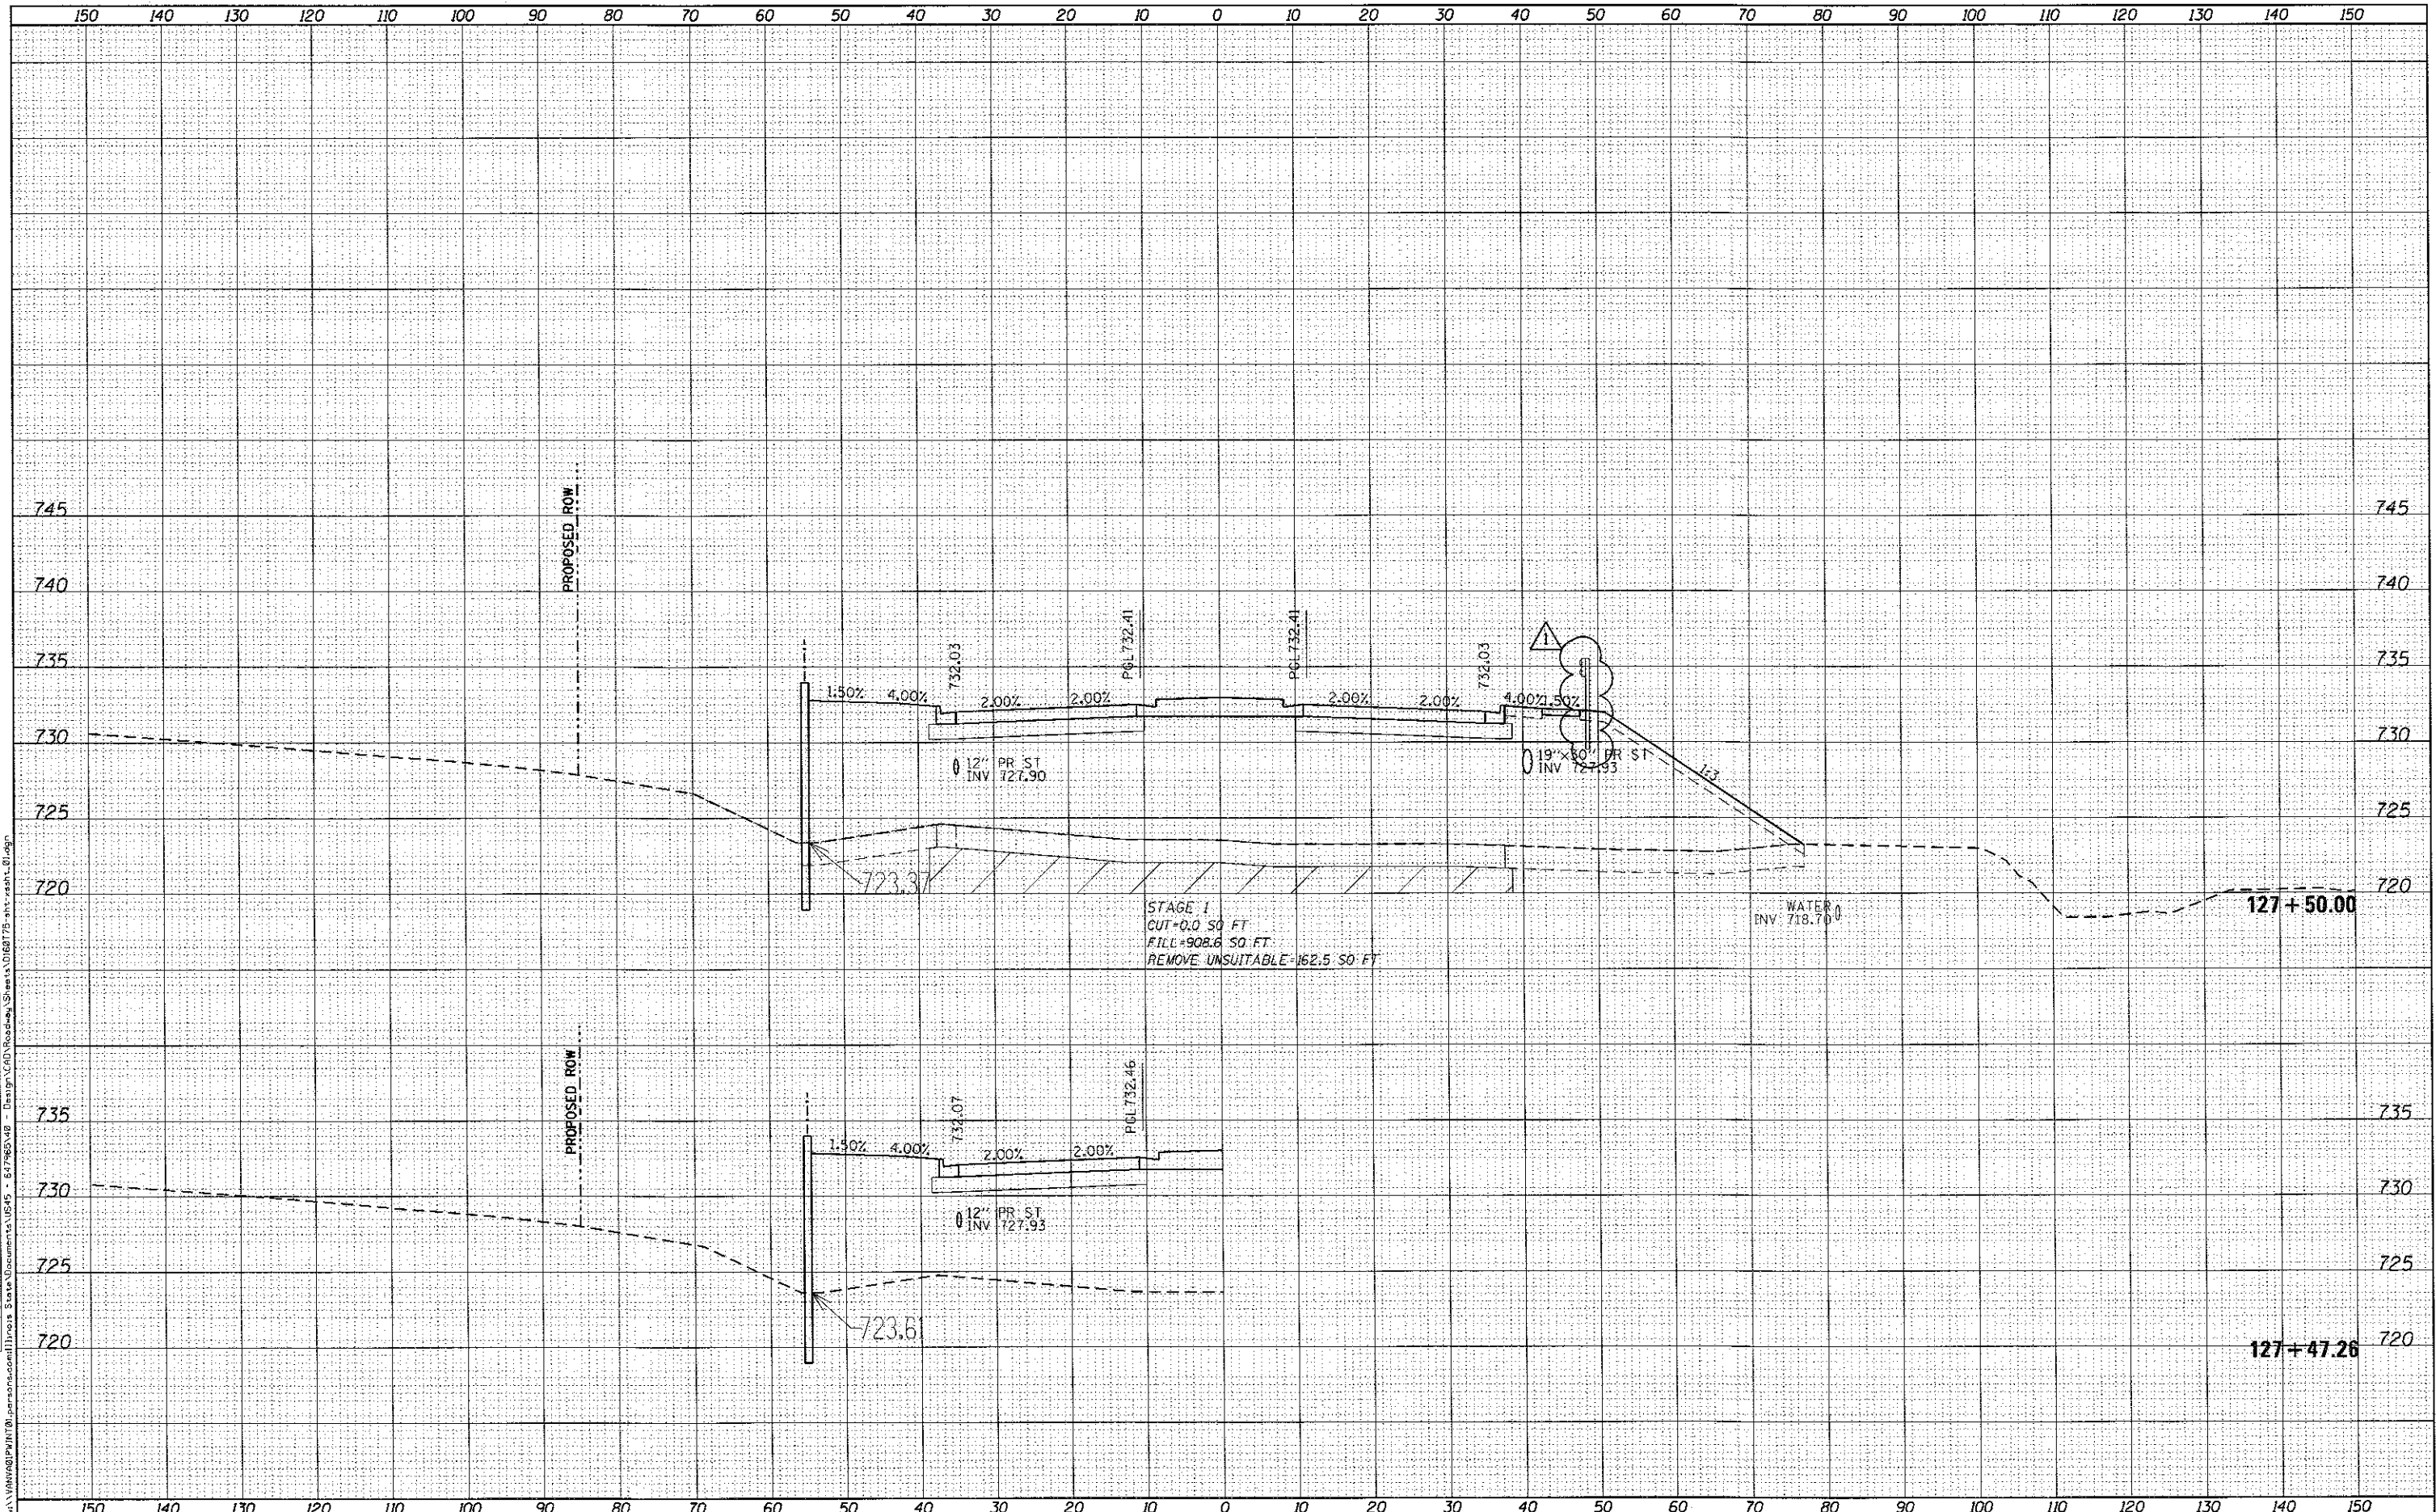 150 140 130 120 110 100 90 80 70 60 50 40 30 20 10 0 10 20 30 40 50 60 70 80 90 100 110 120 130 140 150
745 745
PROPOSED ROW
740 740
PGL 732.41 PGL 732.41
732.03 732.03
1
735 735
1.50% 4.00% 2.00% 2.00% 2.00% 2.00% 4.00% 1.50%
730 730
12" PR ST
INV 727.90
19"×30" PR ST
INV 727.93
1:3
725 725
723.37
720 720
STAGE 1
CUT=0.0 SQ FT
FILL=908.6 SQ FT
REMOVE UNSUITABLE=162.5 SQ FT
WATER
INV 718.70
127+50.00
PROPOSED ROW
PGL 732.46
732.07
735 735
1.50% 4.00% 2.00% 2.00%
730 730
12" PR ST
INV 727.93
725 725
723.61
720 720
127+47.26
150 140 130 120 110 100 90 80 70 60 50 40 30 20 10 0 10 20 30 40 50 60 70 80 90 100 110 120 130 140 150